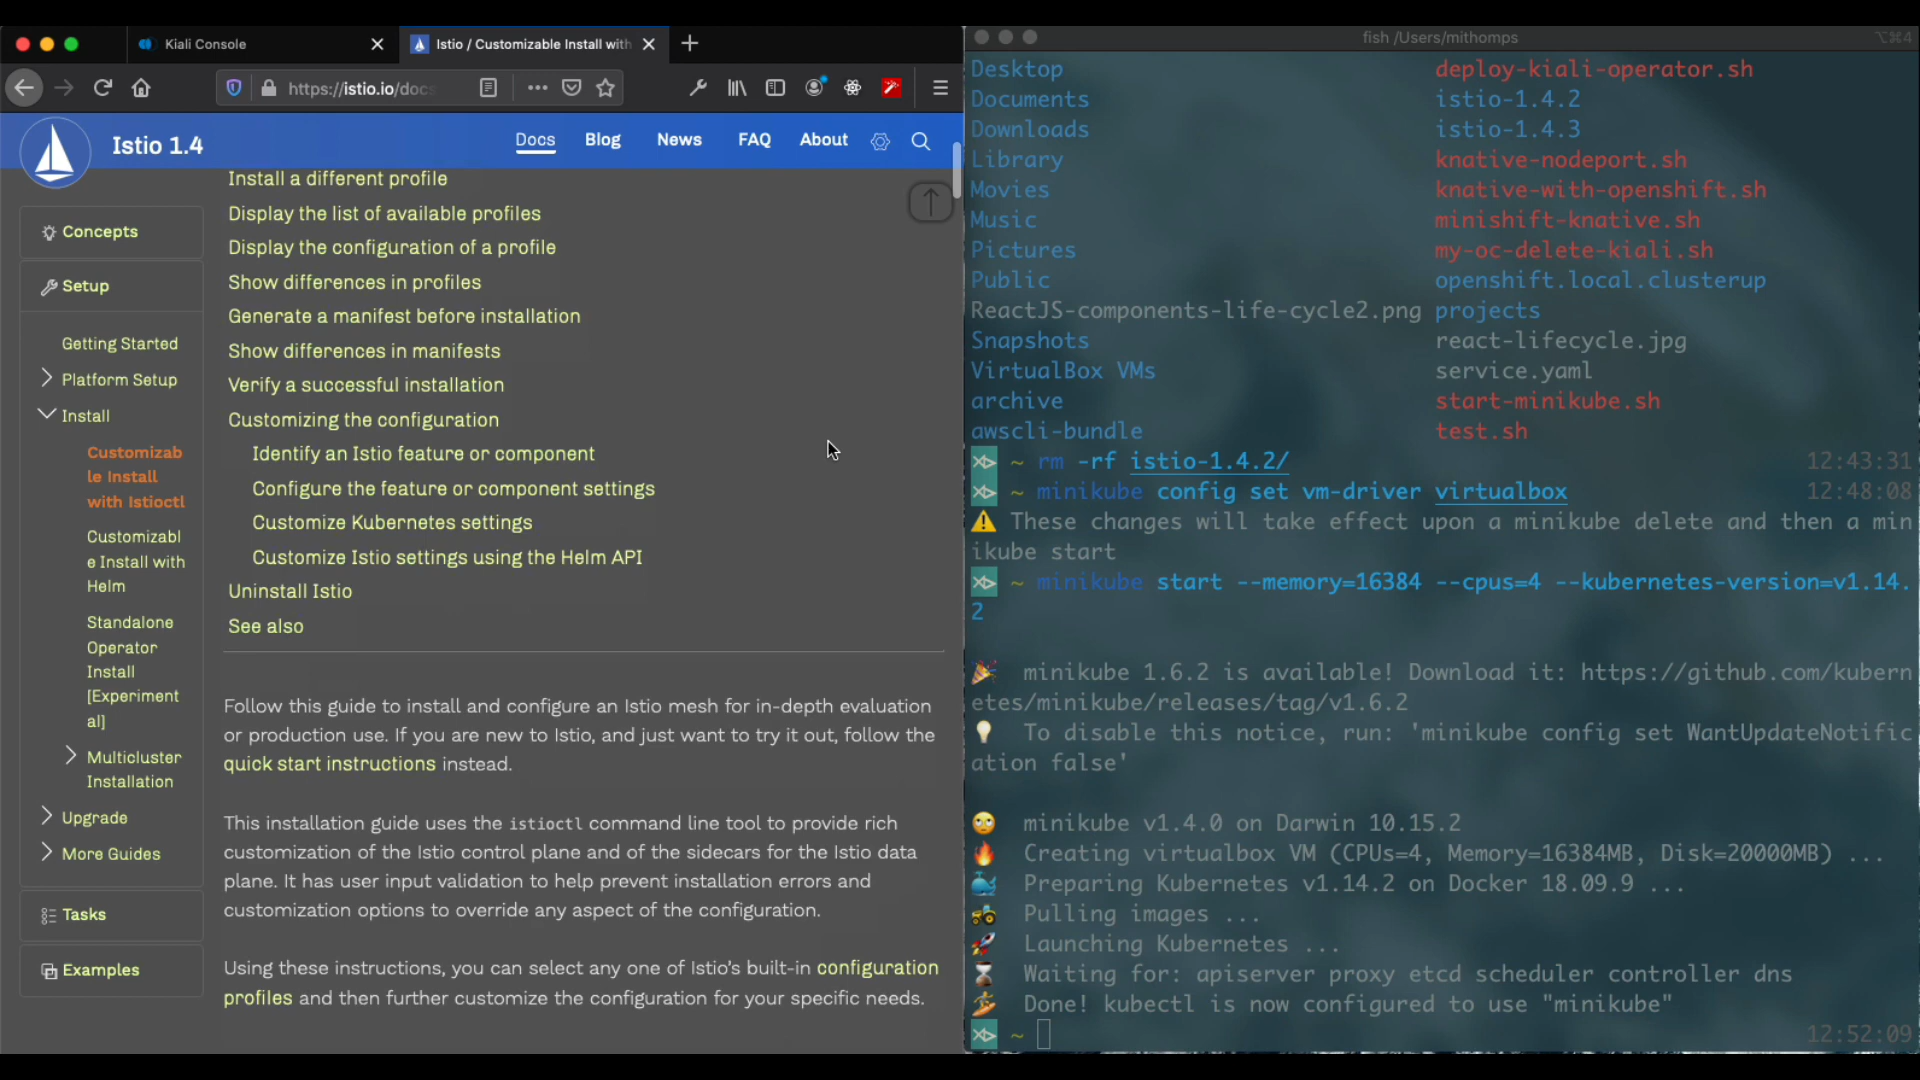 Kiali Console
Istio / Customizable Install with
https://istio.io/docs
Istio 1.4
Docs
Blog
News
FAQ
About
Concepts
Setup
Getting Started
Platform Setup
Install
Customizab
le Install
with Istioctl
Customizabl
e Install with
Helm
Standalone
Operator
Install
[Experiment
al]
Multicluster
Installation
Upgrade
More Guides
Tasks
Examples
Install a different profile
Display the list of available profiles
Display the configuration of a profile
Show differences in profiles
Generate a manifest before installation
Show differences in manifests
Verify a successful installation
Customizing the configuration
Identify an Istio feature or component
Configure the feature or component settings
Customize Kubernetes settings
Customize Istio settings using the Helm API
Uninstall Istio
See also
Follow this guide to install and configure an Istio mesh for in-depth evaluation
or production use. If you are new to Istio, and just want to try it out, follow the
quick start instructions instead.
This installation guide uses the istioctl command line tool to provide rich
customization of the Istio control plane and of the sidecars for the Istio data
plane. It has user input validation to help prevent installation errors and
customization options to override any aspect of the configuration.
Using these instructions, you can select any one of Istio's built-in configuration
profiles and then further customize the configuration for your specific needs.
fish /Users/mithomps
⌥⌘4
Desktop deploy-kiali-operator.sh
Documents istio-1.4.2
Downloads istio-1.4.3
Library knative-nodeport.sh
Movies knative-with-openshift.sh
Music minishift-knative.sh
Pictures my-oc-delete-kiali.sh
Public openshift.local.clusterup
ReactJS-components-life-cycle2.png projects
Snapshots react-lifecycle.jpg
VirtualBox VMs service.yaml
archive start-minikube.sh
awscli-bundle test.sh
~ rm -rf istio-1.4.2/ 12:43:31
~ minikube config set vm-driver virtualbox 12:48:08
⚠️ These changes will take effect upon a minikube delete and then a min
ikube start
~ minikube start --memory=16384 --cpus=4 --kubernetes-version=v1.14.
2
🎉 minikube 1.6.2 is available! Download it: https://github.com/kubern
etes/minikube/releases/tag/v1.6.2
💡 To disable this notice, run: 'minikube config set WantUpdateNotific
ation false'
🙄 minikube v1.4.0 on Darwin 10.15.2
🔥 Creating virtualbox VM (CPUs=4, Memory=16384MB, Disk=20000MB) ...
🐳 Preparing Kubernetes v1.14.2 on Docker 18.09.9 ...
🚜 Pulling images ...
🚀 Launching Kubernetes ...
⌛ Waiting for: apiserver proxy etcd scheduler controller dns
🏄 Done! kubectl is now configured to use "minikube"
~ 12:52:09